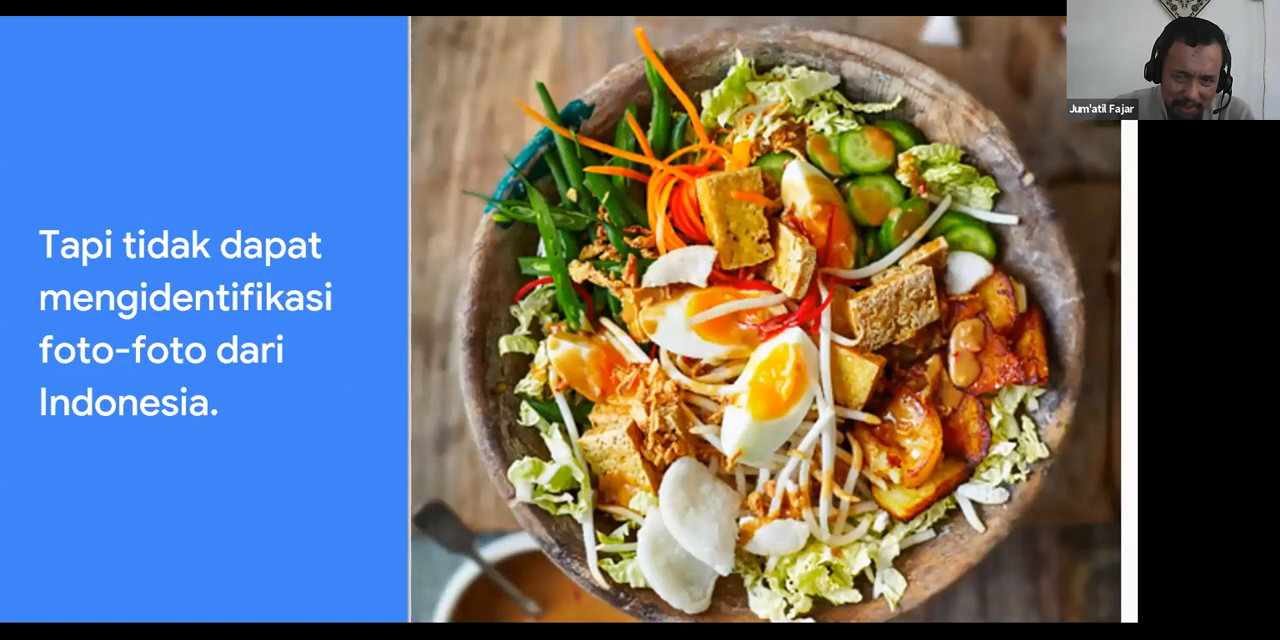 Tapi tidak dapat
mengidentifikasi
foto-foto dari
Indonesia.
Jum'atil Fajar